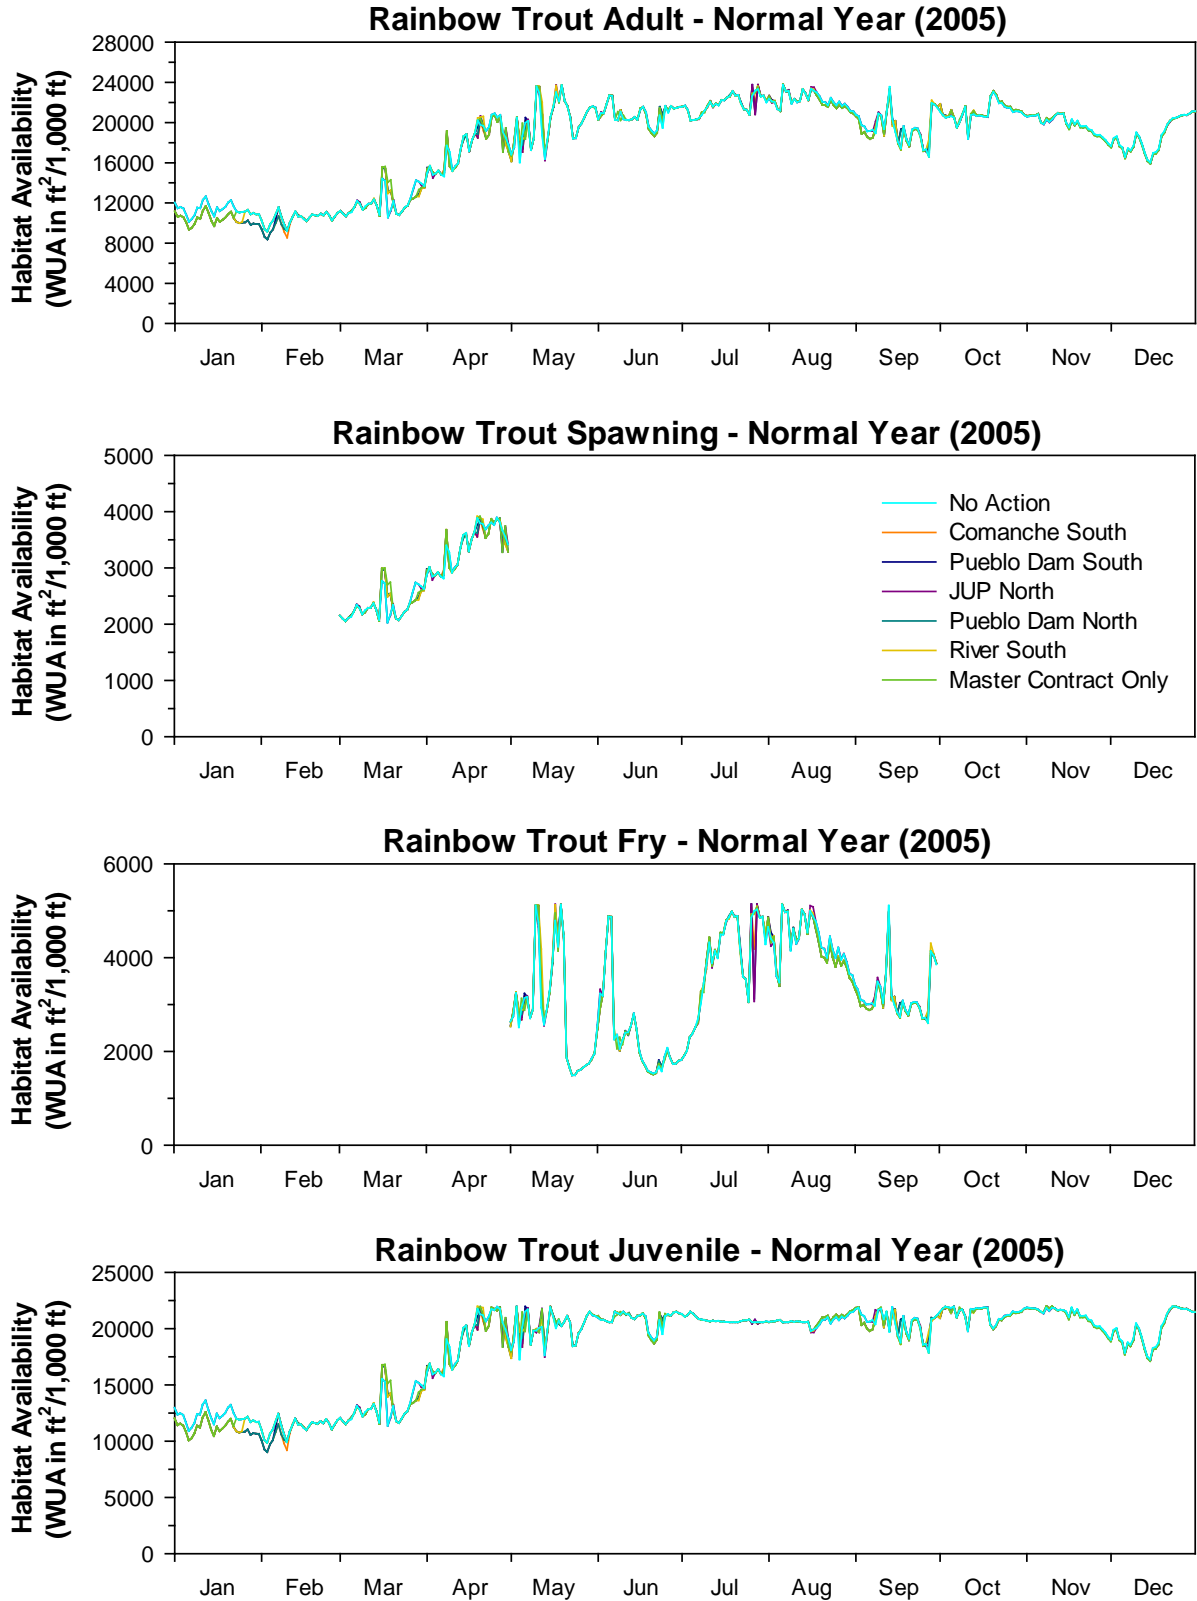 Rainbow Trout Adult - Normal Year (2005)
Habitat Availability
(WUA in ft²/1,000 ft)
28000
24000
20000
16000
12000
8000
4000
0
Jan Feb Mar Apr May Jun Jul Aug Sep Oct Nov Dec
Rainbow Trout Spawning - Normal Year (2005)
Habitat Availability
(WUA in ft²/1,000 ft)
5000
4000
3000
2000
1000
0
No Action
Comanche South
Pueblo Dam South
JUP North
Pueblo Dam North
River South
Master Contract Only
Jan Feb Mar Apr May Jun Jul Aug Sep Oct Nov Dec
Rainbow Trout Fry - Normal Year (2005)
Habitat Availability
(WUA in ft²/1,000 ft)
6000
4000
2000
0
Jan Feb Mar Apr May Jun Jul Aug Sep Oct Nov Dec
Rainbow Trout Juvenile - Normal Year (2005)
Habitat Availability
(WUA in ft²/1,000 ft)
25000
20000
15000
10000
5000
0
Jan Feb Mar Apr May Jun Jul Aug Sep Oct Nov Dec